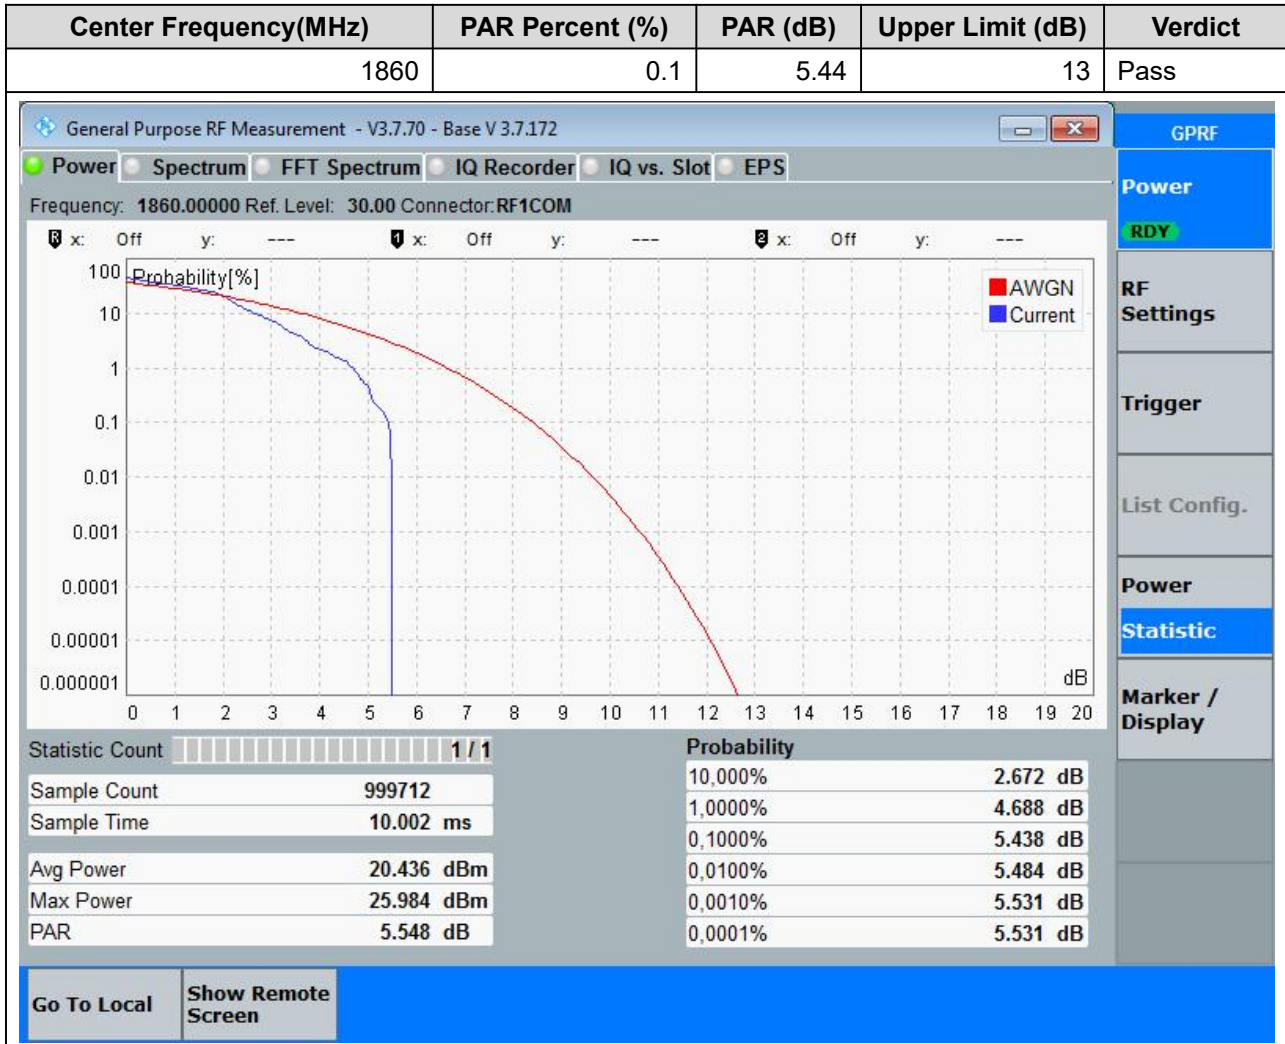 Center Frequency(MHz) PAR Percent (%) PAR (dB) Upper Limit (dB) Verdict
1860 0.1 5.44 13 Pass
General Purpose RF Measurement - V3.7.70 - Base V 3.7.172
GPRF
Power Spectrum FFT Spectrum IQ Recorder IQ vs. Slot EPS
Frequency: 1860.00000 Ref. Level: 30.00 Connector:RF1COM
R x: Off y: --- 1 x: Off y: --- 2 x: Off y: ---
Probability[%]
AWGN
Current
100
10
1
0.1
0.01
0.001
0.0001
0.00001
0.000001
dB
0 1 2 3 4 5 6 7 8 9 10 11 12 13 14 15 16 17 18 19 20
Statistic Count 1 / 1
Sample Count 999712
Sample Time 10.002 ms
Avg Power 20.436 dBm
Max Power 25.984 dBm
PAR 5.548 dB
Probability
10,000% 2.672 dB
1,0000% 4.688 dB
0,1000% 5.438 dB
0,0100% 5.484 dB
0,0010% 5.531 dB
0,0001% 5.531 dB
Power
RDY
RF
Settings
Trigger
List Config.
Power
Statistic
Marker /
Display
Go To Local
Show Remote
Screen